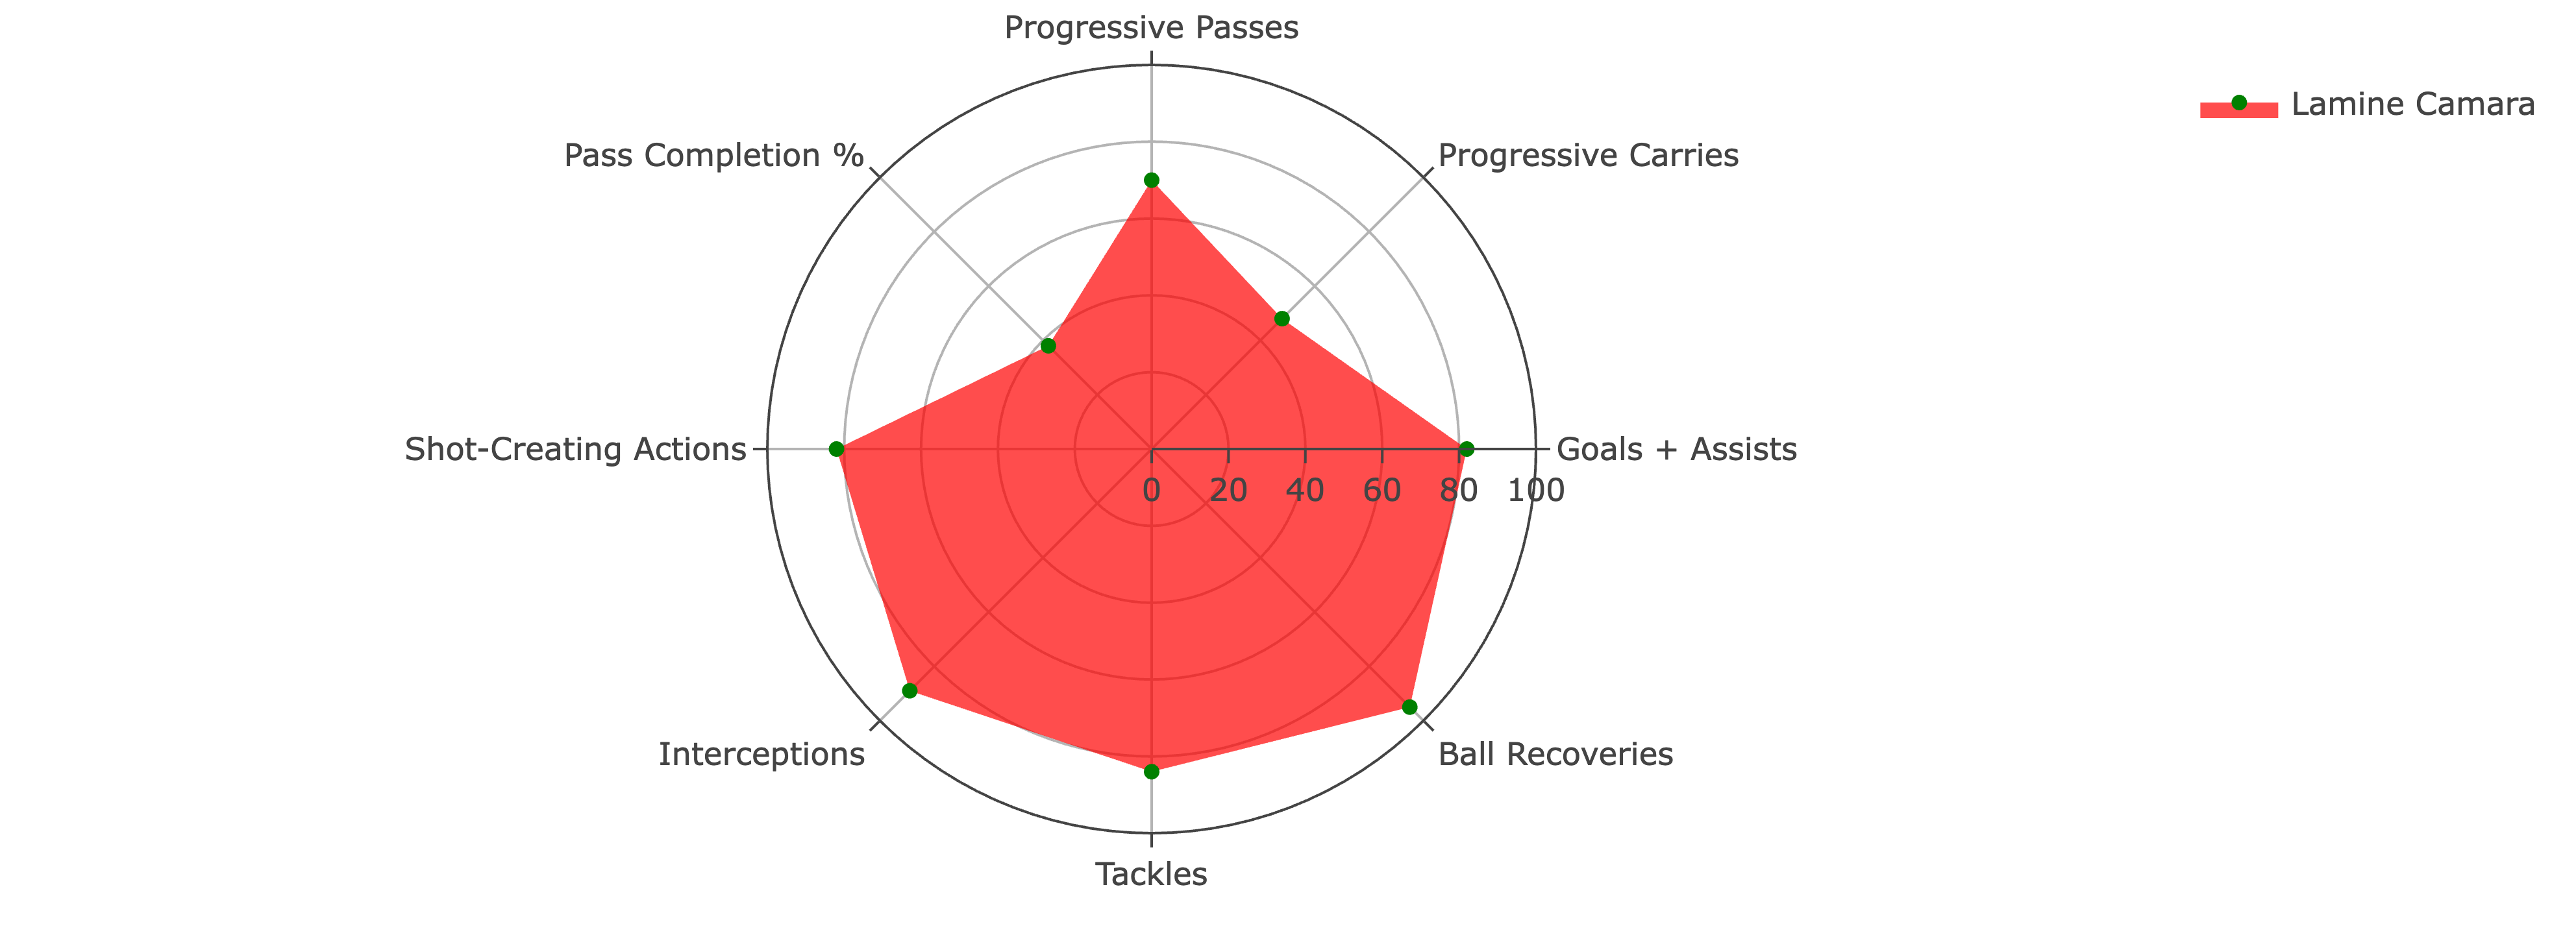 Progressive Passes
Lamine Camara
Pass Completion %
Progressive Carries
Shot-Creating Actions
Goals + Assists
0 20 40 60 80 100
Interceptions
Ball Recoveries
Tackles